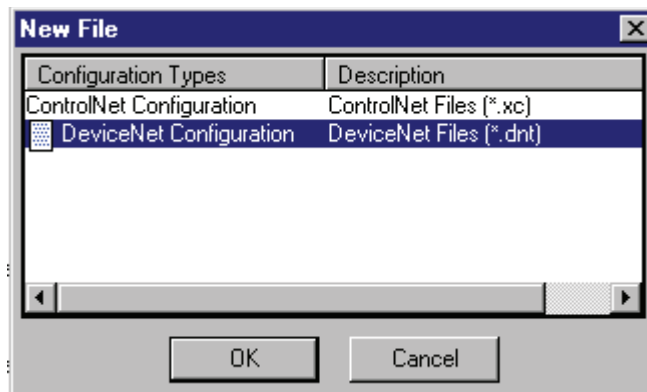 New File
Configuration Types Description
ControlNet Configuration ControlNet Files (*.xc)
DeviceNet Configuration DeviceNet Files (*.dnt)
OK Cancel